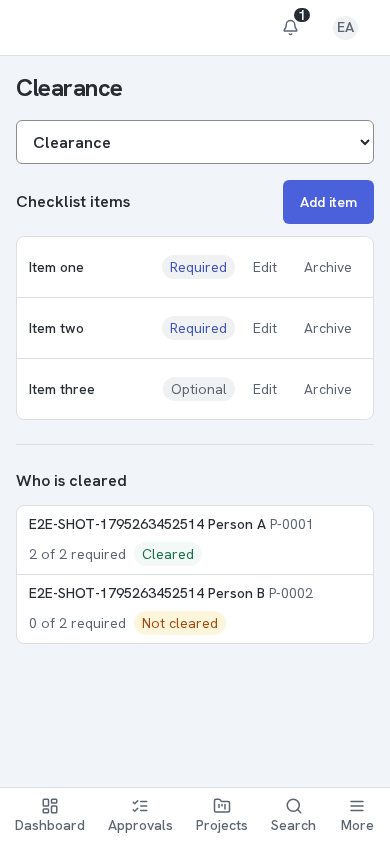 1
EA
Clearance
Clearance
Checklist items
Add item
Item one Required Edit Archive
Item two Required Edit Archive
Item three Optional Edit Archive
Who is cleared
E2E-SHOT-1795263452514 Person A P-0001
2 of 2 required Cleared
E2E-SHOT-1795263452514 Person B P-0002
0 of 2 required Not cleared
Dashboard Approvals Projects Search More